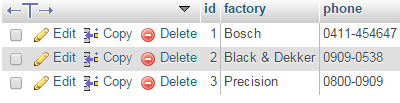 id factory phone
Edit Copy Delete 1 Bosch 0411-454647
Edit Copy Delete 2 Black & Dekker 0909-0538
Edit Copy Delete 3 Precision 0800-0909